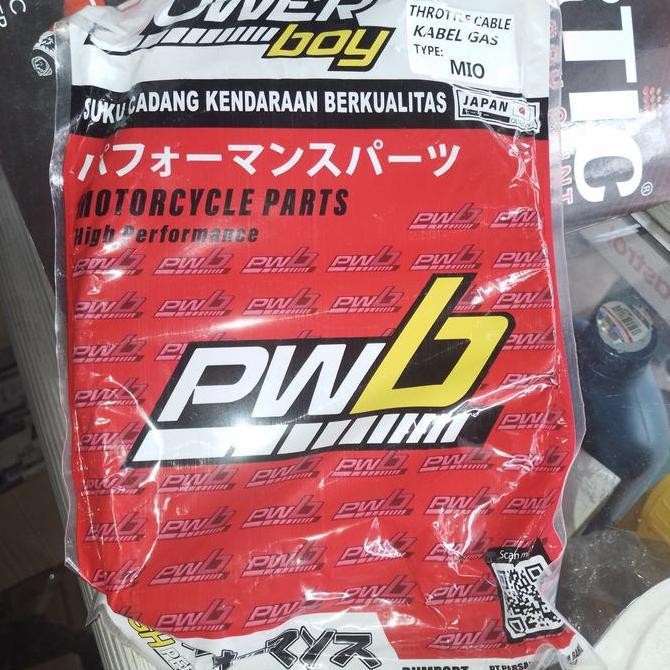 POWER
boy
THROTTLE CABLE
KABEL GAS
TYPE:
MIO
SUKU CADANG KENDARAAN BERKUALITAS
JAPAN
パフォーマンスパーツ
MOTORCYCLE PARTS
High Performance
PWb
Scan me